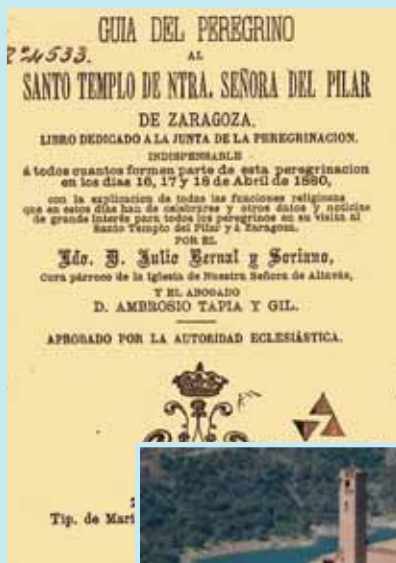 GUIA DEL PEREGRINO
AL
SANTO TEMPLO DE NTRA. SEÑORA DEL PILAR
DE ZARAGOZA,
LIBRO DEDICADO A LA JUNTA DE LA PEREGRINACION.
INDISPENSABLE
á todos cuantos formen parte de esta peregrinacion
en los dias 16, 17 y 18 de Abril de 1880,
con la explicacion de todas las funciones religiosas
que en estos dias han de celebrarse y otros datos y noticias
de grande interés para todos los peregrinos en su visita al
Santo Templo del Pilar y á Zaragoza,
POR EL
Ldo. D. Julio Bernal y Soriano,
Cura párroco de la iglesia de Nuestra Señora de Altavás,
Y EL ABOGADO
D. AMBROSIO TAPIA Y GIL.
APROBADO POR LA AUTORIDAD ECLESIÁSTICA.
Tip. de Mar